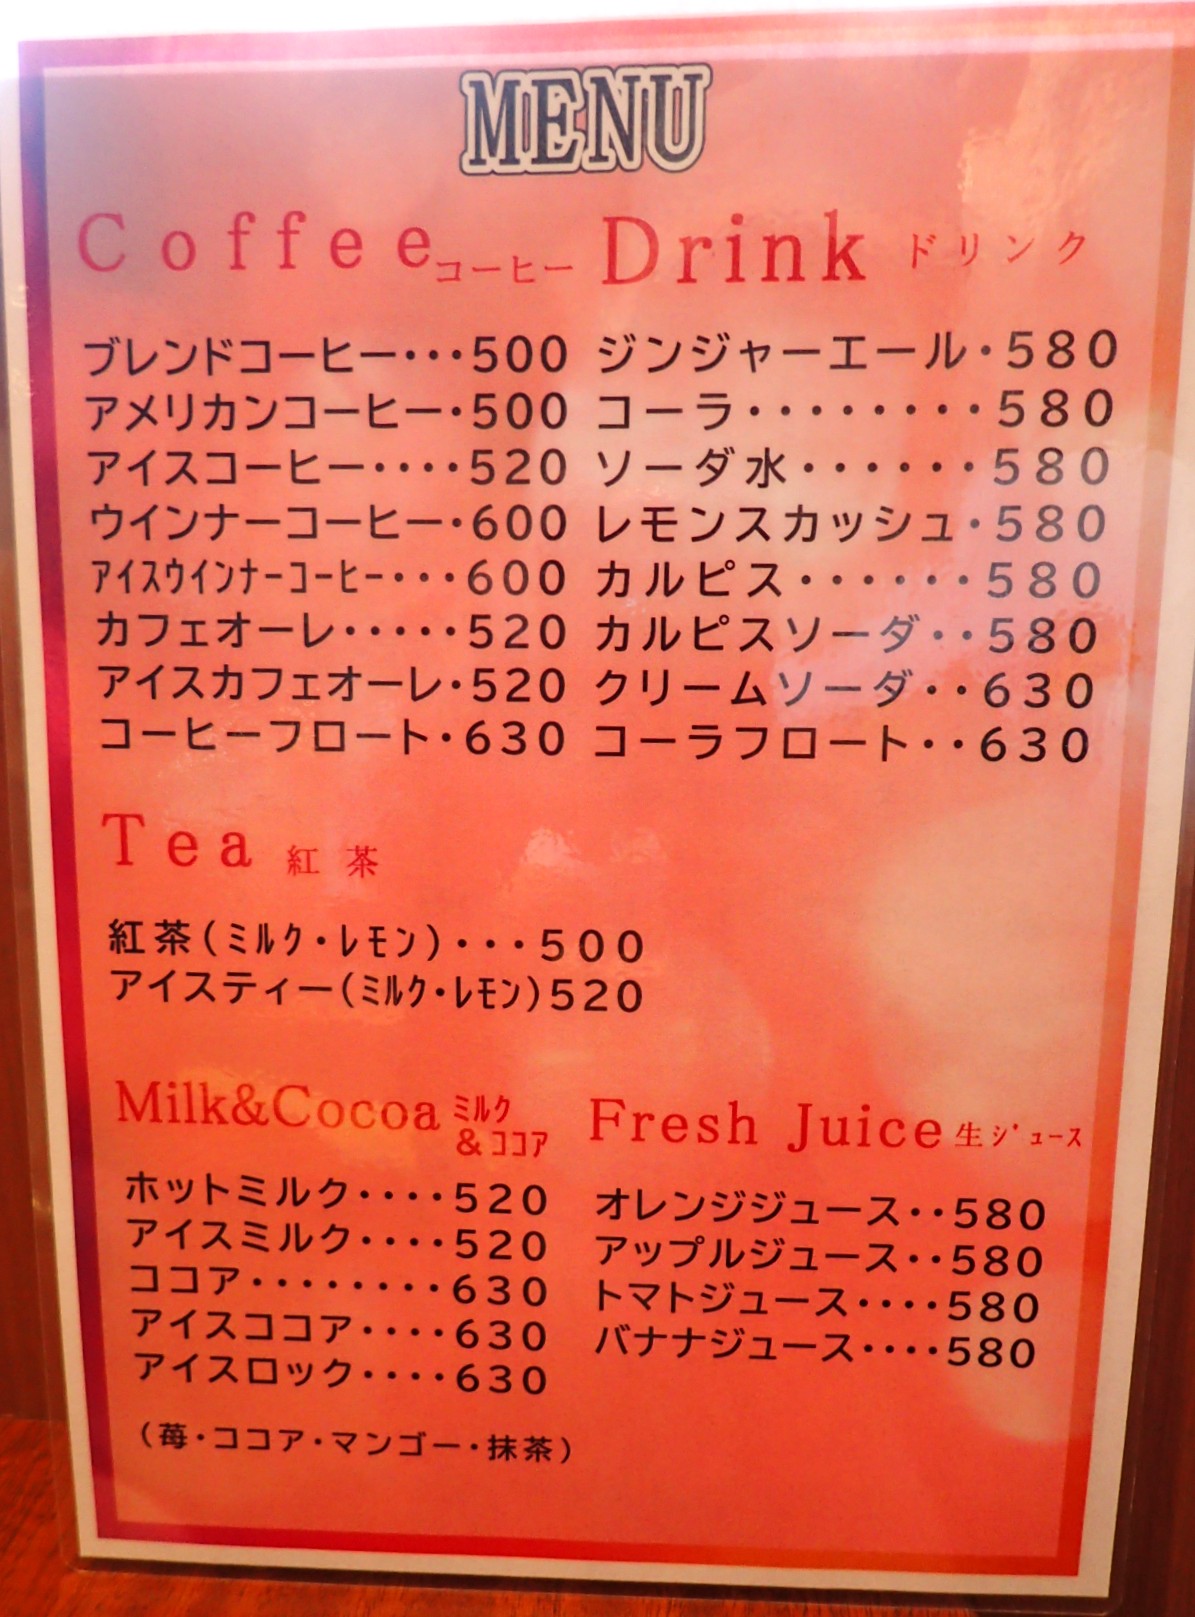 MENU
Coffee コーヒー
ブレンドコーヒー・・・500
アメリカンコーヒー・500
アイスコーヒー・・・・520
ウインナーコーヒー・600
ｱｲｽｳｲﾝﾅｰｺｰﾋｰ・・・600
カフェオーレ・・・・・520
アイスカフェオーレ・520
コーヒーフロート・630
Drink ドリンク
ジンジャーエール・580
コーラ・・・・・・・・580
ソーダ水・・・・・・580
レモンスカッシュ・580
カルピス・・・・・・580
カルピスソーダ・・580
クリームソーダ・・630
コーラフロート・・630
Tea 紅茶
紅茶(ﾐﾙｸ・ﾚﾓﾝ)・・・500
アイスティー(ﾐﾙｸ・ﾚﾓﾝ)520
Milk&Cocoa ﾐﾙｸ
&ｺｺｱ
ホットミルク・・・・520
アイスミルク・・・・520
ココア・・・・・・・・630
アイスココア・・・・630
アイスロック・・・・630
(苺・ココア・マンゴー・抹茶)
Fresh Juice 生ｼﾞｭｰｽ
オレンジジュース・・580
アップルジュース・・580
トマトジュース・・・・580
バナナジュース・・・・580